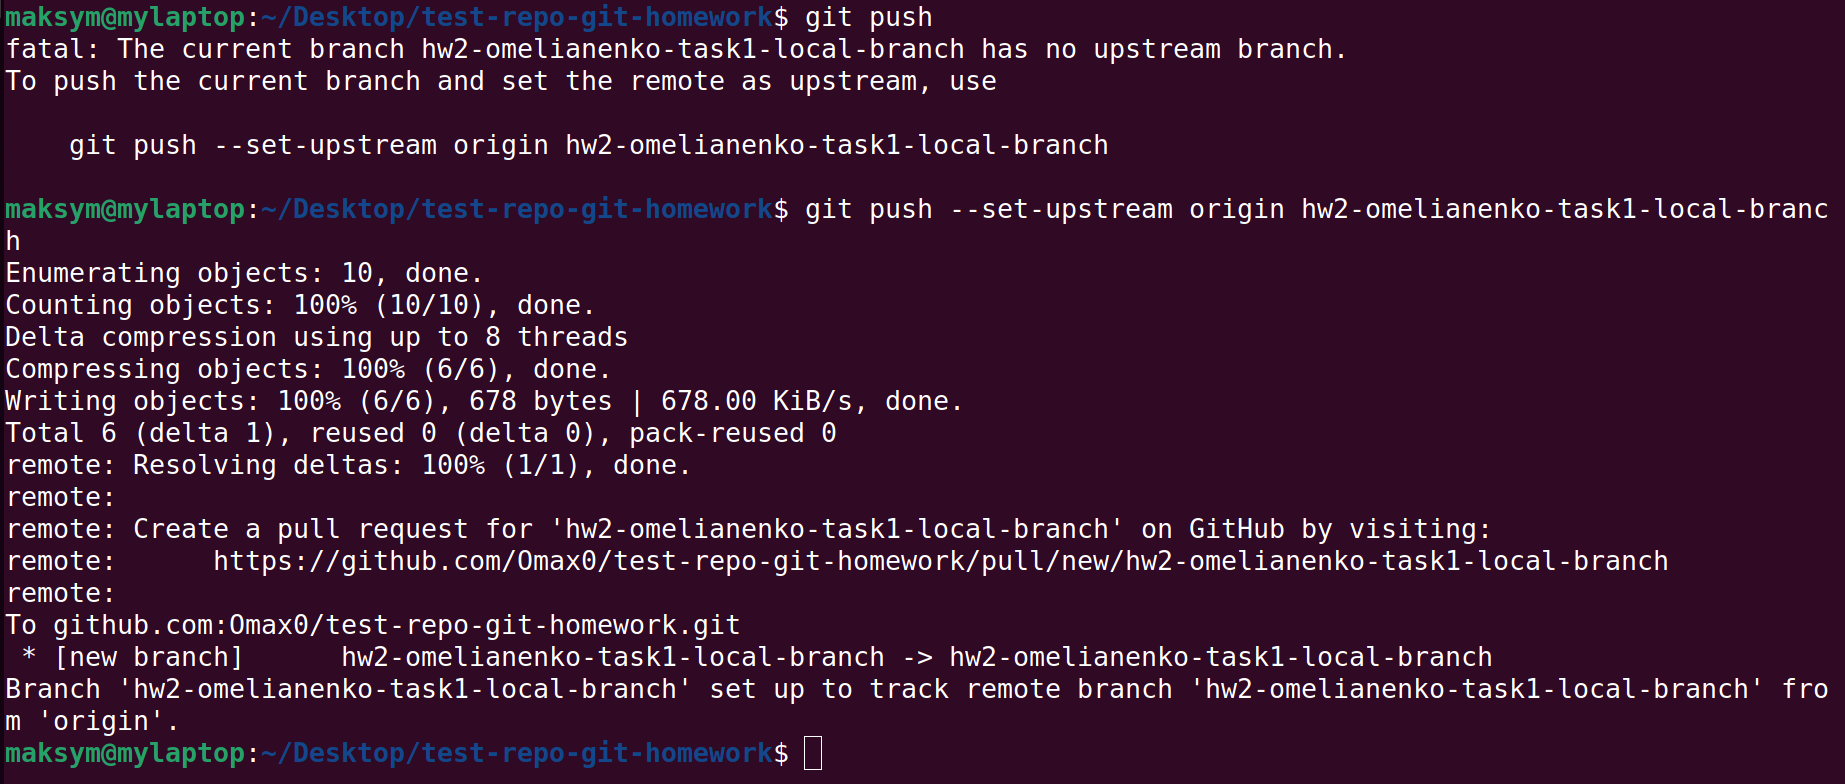 maksym@mylaptop:~/Desktop/test-repo-git-homework$ git push
fatal: The current branch hw2-omelianenko-task1-local-branch has no upstream branch.
To push the current branch and set the remote as upstream, use

    git push --set-upstream origin hw2-omelianenko-task1-local-branch

maksym@mylaptop:~/Desktop/test-repo-git-homework$ git push --set-upstream origin hw2-omelianenko-task1-local-branc
h
Enumerating objects: 10, done.
Counting objects: 100% (10/10), done.
Delta compression using up to 8 threads
Compressing objects: 100% (6/6), done.
Writing objects: 100% (6/6), 678 bytes | 678.00 KiB/s, done.
Total 6 (delta 1), reused 0 (delta 0), pack-reused 0
remote: Resolving deltas: 100% (1/1), done.
remote:
remote: Create a pull request for 'hw2-omelianenko-task1-local-branch' on GitHub by visiting:
remote:      https://github.com/Omax0/test-repo-git-homework/pull/new/hw2-omelianenko-task1-local-branch
remote:
To github.com:Omax0/test-repo-git-homework.git
 * [new branch]      hw2-omelianenko-task1-local-branch -> hw2-omelianenko-task1-local-branch
Branch 'hw2-omelianenko-task1-local-branch' set up to track remote branch 'hw2-omelianenko-task1-local-branch' fro
m 'origin'.
maksym@mylaptop:~/Desktop/test-repo-git-homework$